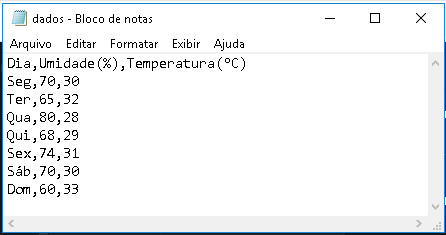 dados - Bloco de notas
Arquivo Editar Formatar Exibir Ajuda
Dia,Umidade(%),Temperatura(°C)
Seg,70,30
Ter,65,32
Qua,80,28
Qui,68,29
Sex,74,31
Sáb,70,30
Dom,60,33